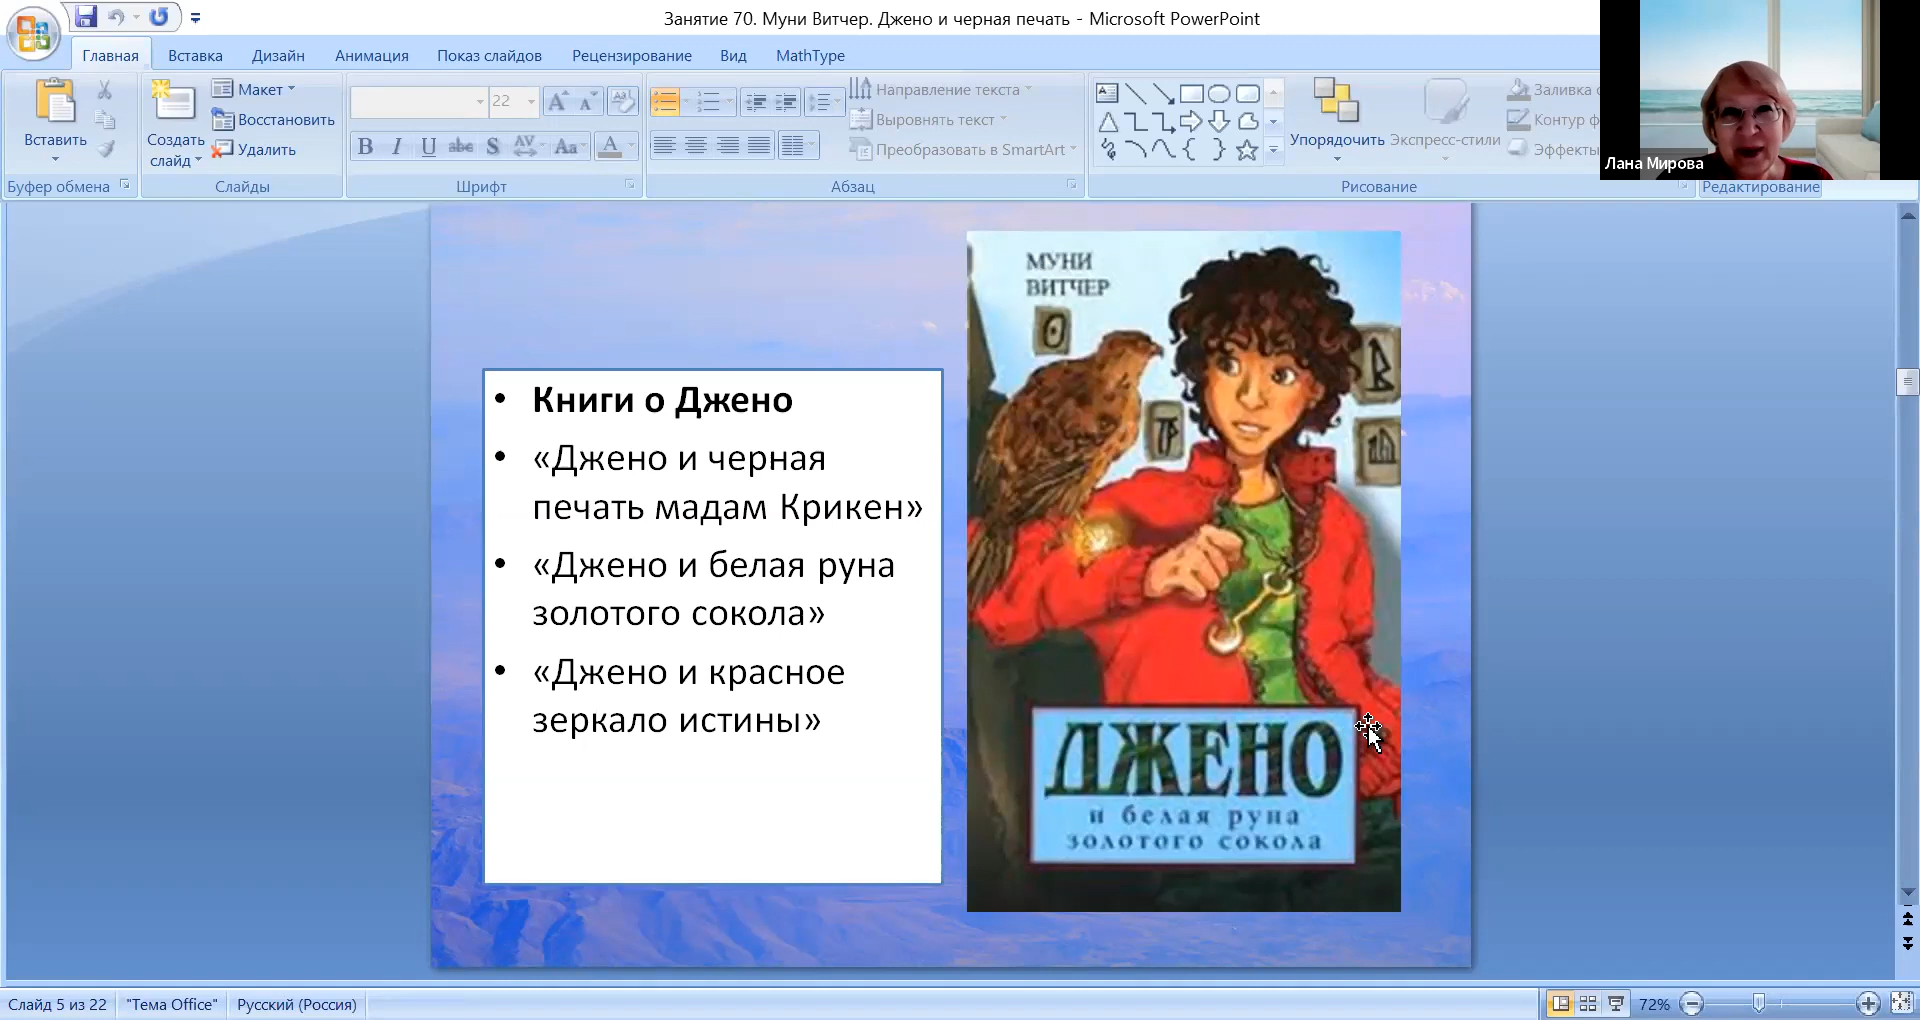 Занятие 70. Муни Витчер. Джено и черная печать - Microsoft PowerPoint
Главная
Вставка
Дизайн
Анимация
Показ слайдов
Рецензирование
Вид
MathType
Вставить
Буфер обмена
Создать
слайд
Макет
Восстановить
Удалить
Слайды
22
Шрифт
Направление текста
Выровнять текст
Преобразовать в SmartArt
Абзац
Упорядочить
Экспресс-стили
Заливка
Контур ф
Эффекты
Рисование
Редактирование
Лана Мирова
• Книги о Джено
• «Джено и черная
печать мадам Крикен»
• «Джено и белая руна
золотого сокола»
• «Джено и красное
зеркало истины»
МУНИ
ВИТЧЕР
ДЖЕНО
и белая руна
золотого сокола
Слайд 5 из 22
"Тема Office"
Русский (Россия)
72%